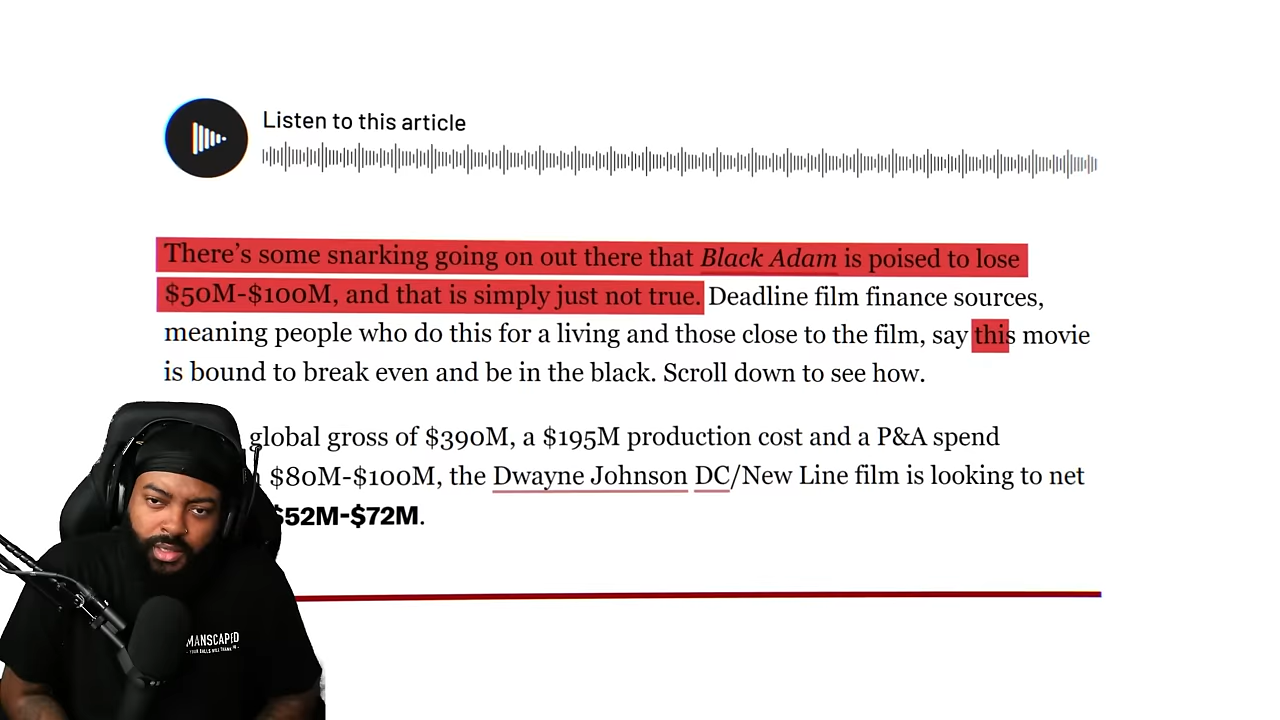 Listen to this article
There’s some snarking going on out there that Black Adam is poised to lose
$50M-$100M, and that is simply just not true. Deadline film finance sources,
meaning people who do this for a living and those close to the film, say this movie
is bound to break even and be in the black. Scroll down to see how.
global gross of $390M, a $195M production cost and a P&A spend
$80M-$100M, the Dwayne Johnson DC/New Line film is looking to net
$52M-$72M.
MANSCAPED